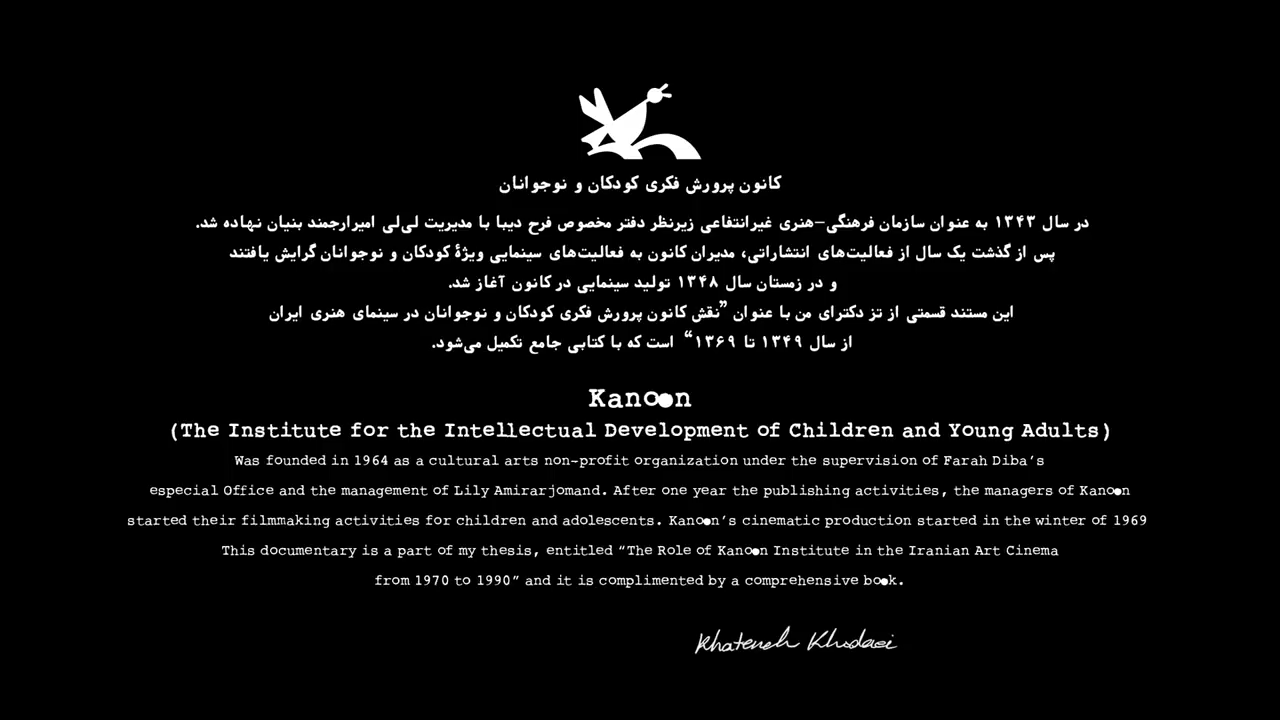 کانون پرورش فکری کودکان و نوجوانان
در سال ۱۳۴۳ به عنوان سازمان فرهنگی–هنری غیرانتفاعی زیرنظر دفتر مخصوص فرح دیبا با مدیریت لی‌لی امیرارجمند بنیان نهاده شد.
پس از گذشت یک سال از فعالیت‌های انتشاراتی، مدیران کانون به فعالیت‌های سینمایی ویژهٔ کودکان و نوجوانان گرایش یافتند
و در زمستان سال ۱۳۴۸ تولید سینمایی در کانون آغاز شد.
این مستند قسمتی از تز دکترای من با عنوان ”نقش کانون پرورش فکری کودکان و نوجوانان در سینمای هنری ایران
از سال ۱۳۴۹ تا ۱۳۶۹“ است که با کتابی جامع تکمیل می‌شود.
Kanoon
(The Institute for the Intellectual Development of Children and Young Adults)
Was founded in 1964 as a cultural arts non-profit organization under the supervision of Farah Diba's
especial Office and the management of Lily Amirarjomand. After one year the publishing activities, the managers of Kanoon
started their filmmaking activities for children and adolescents. Kanoon's cinematic production started in the winter of 1969
This documentary is a part of my thesis, entitled "The Role of Kanoon Institute in the Iranian Art Cinema
from 1970 to 1990" and it is complimented by a comprehensive book.
Khatereh Khodaei